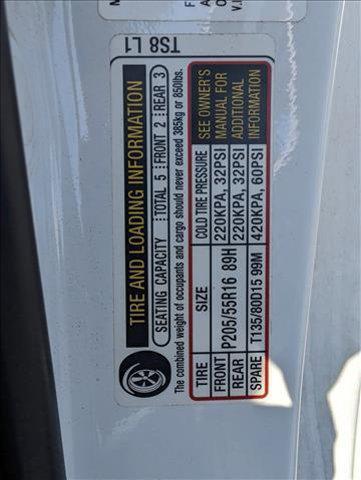 TS8 L1
TIRE AND LOADING INFORMATION
SEATING CAPACITY TOTAL 5 FRONT 2 REAR 3
The combined weight of occupants and cargo should never exceed 385kg or 850lbs.
TIRE SIZE COLD TIRE PRESSURE SEE OWNER'S
FRONT P205/55R16 89H 220KPA, 32PSI MANUAL FOR
REAR 220KPA, 32PSI ADDITIONAL
SPARE T135/80D15 99M 420KPA, 60PSI INFORMATION